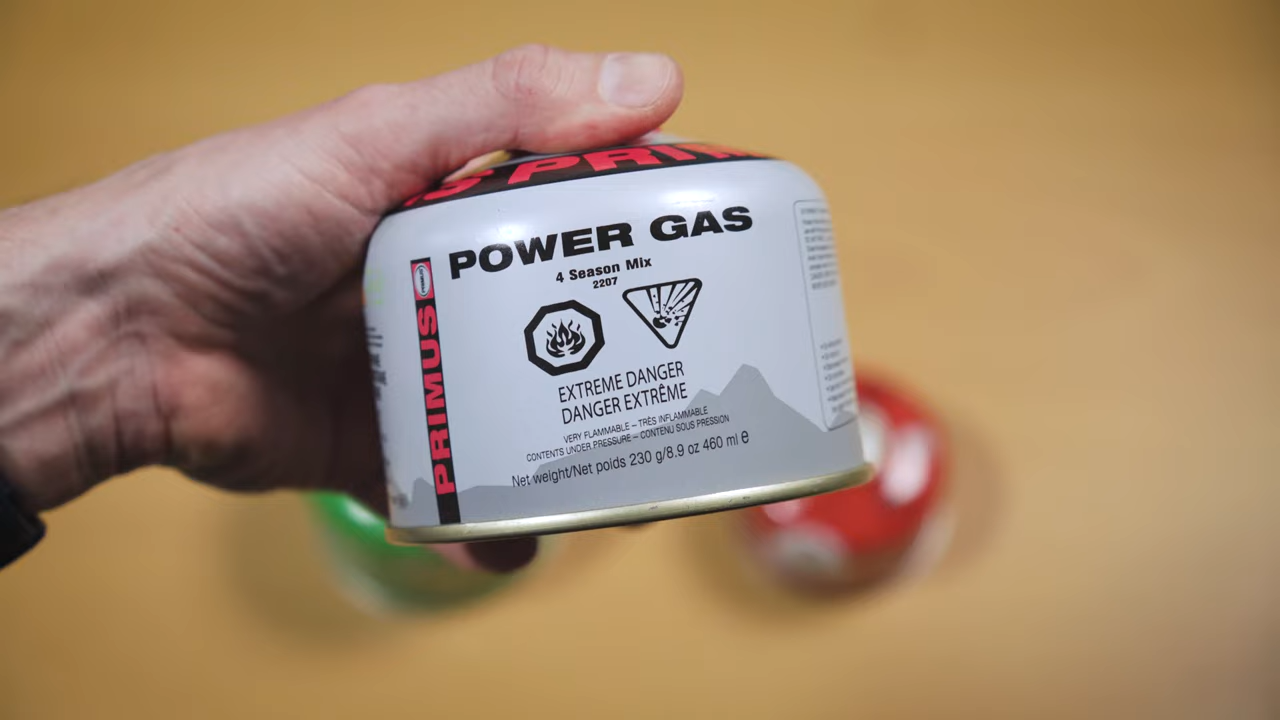 PRIMUS
POWER GAS
4 Season Mix
2207
PRIMUS
EXTREME DANGER
DANGER EXTRÊME
VERY FLAMMABLE – TRÈS INFLAMMABLE
CONTENTS UNDER PRESSURE – CONTENU SOUS PRESSION
Net weight/Net poids 230 g/8.9 oz 460 ml e